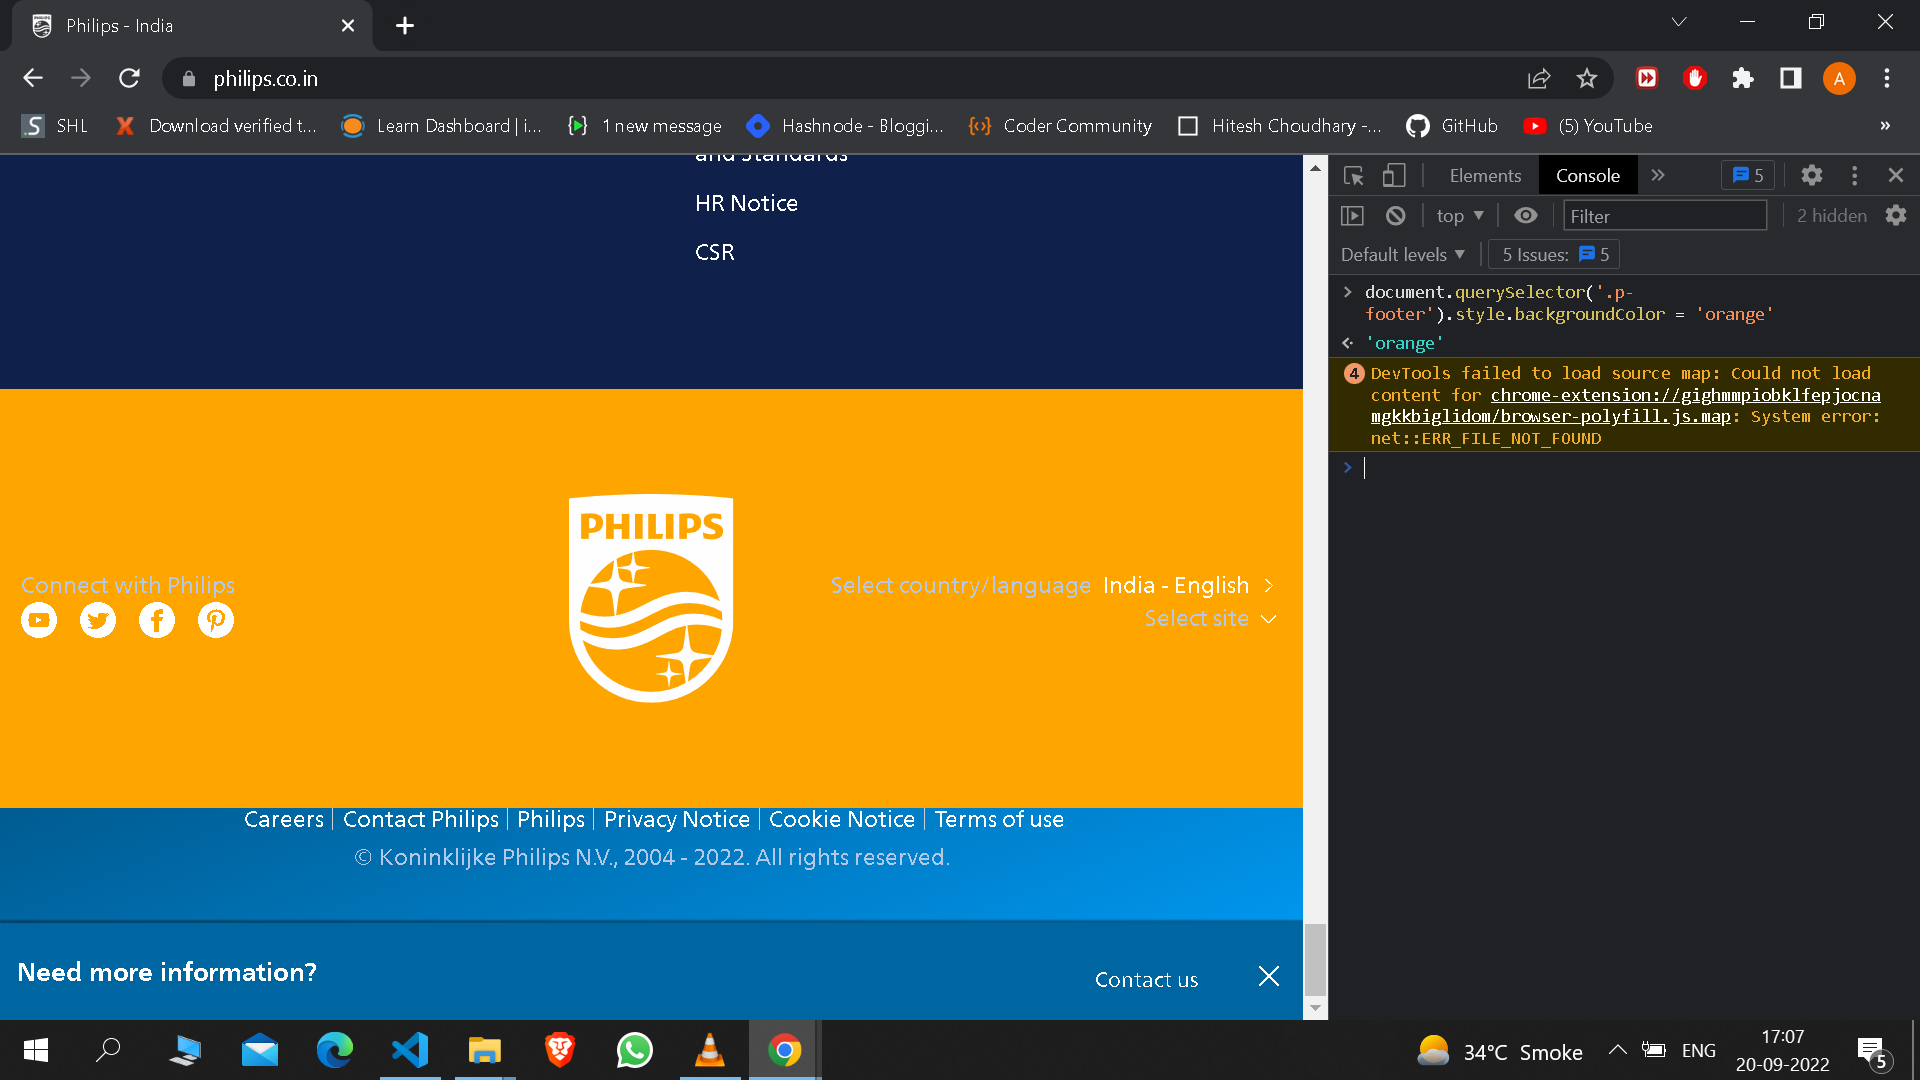 Philips - India
philips.co.in
A
SHL
Download verified t...
Learn Dashboard | i...
1 new message
Hashnode - Bloggi...
Coder Community
Hitesh Choudhary -...
GitHub
(5) YouTube
»
and Standards
HR Notice
CSR
PHILIPS
Connect with Philips
Select country/language India - English
Select site
Careers | Contact Philips | Philips | Privacy Notice | Cookie Notice | Terms of use
© Koninklijke Philips N.V., 2004 - 2022. All rights reserved.
Need more information?
Contact us
Elements
Console
5
top
Filter
2 hidden
Default levels
5 Issues: 5
document.querySelector('.p-
footer').style.backgroundColor = 'orange'
'orange'
4
DevTools failed to load source map: Could not load
content for chrome-extension://gighmmpiobklfepjocna
mgkkbiglidom/browser-polyfill.js.map: System error:
net::ERR_FILE_NOT_FOUND
34°C Smoke
ENG
17:07
20-09-2022
5